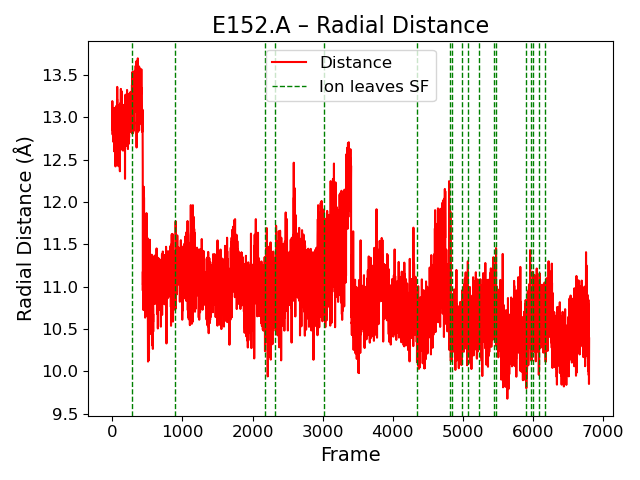 E152.A – Radial Distance
Distance
Ion leaves SF
Radial Distance (Å)
13.5
13.0
12.5
12.0
11.5
11.0
10.5
10.0
9.5
0 1000 2000 3000 4000 5000 6000 7000
Frame